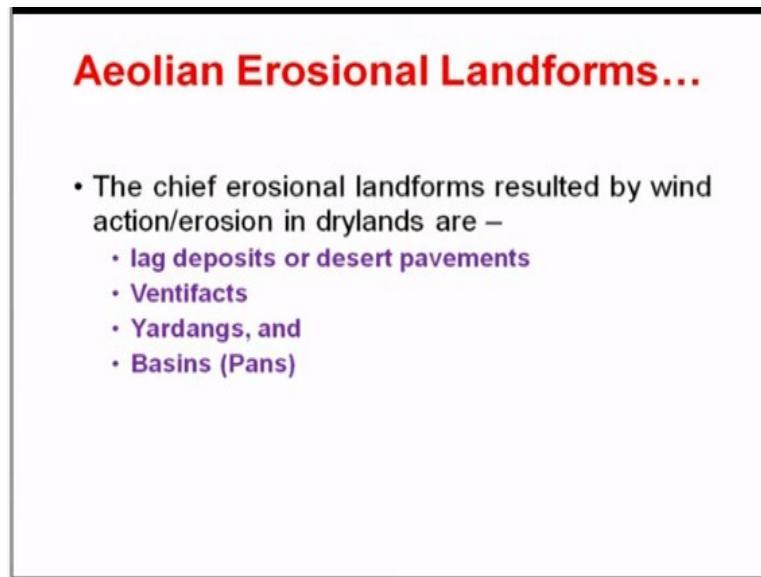 Aeolian Erosional Landforms...
• The chief erosional landforms resulted by wind
action/erosion in drylands are –
• lag deposits or desert pavements
• Ventifacts
• Yardangs, and
• Basins (Pans)